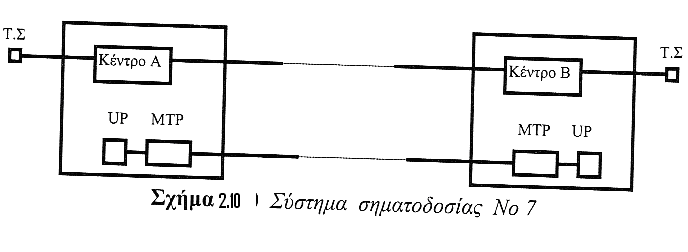 Τ.Σ
Κέντρο Α
UP MTP
Τ.Σ
Κέντρο Β
MTP UP
Σχήμα 2.10 | Σύστημα σηματοδοσίας Νο 7